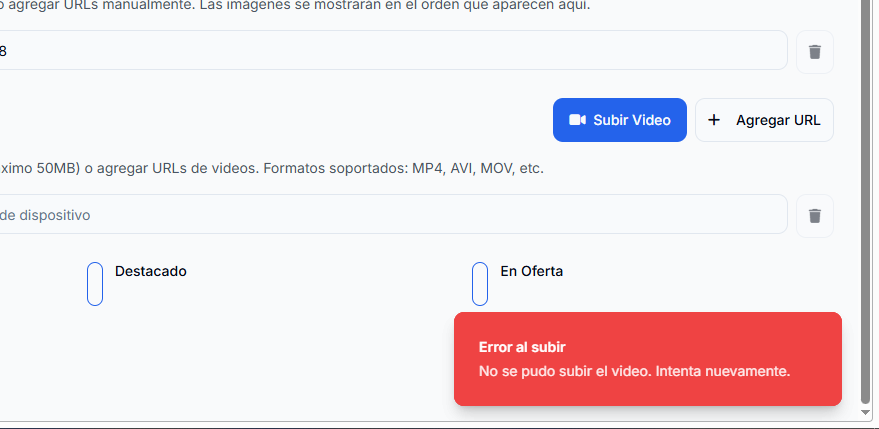 o agregar URLs manualmente. Las imágenes se mostrarán en el orden que aparecen aquí.
8
Subir Video
+ Agregar URL
ximo 50MB) o agregar URLs de videos. Formatos soportados: MP4, AVI, MOV, etc.
de dispositivo
Destacado
En Oferta
Error al subir
No se pudo subir el video. Intenta nuevamente.